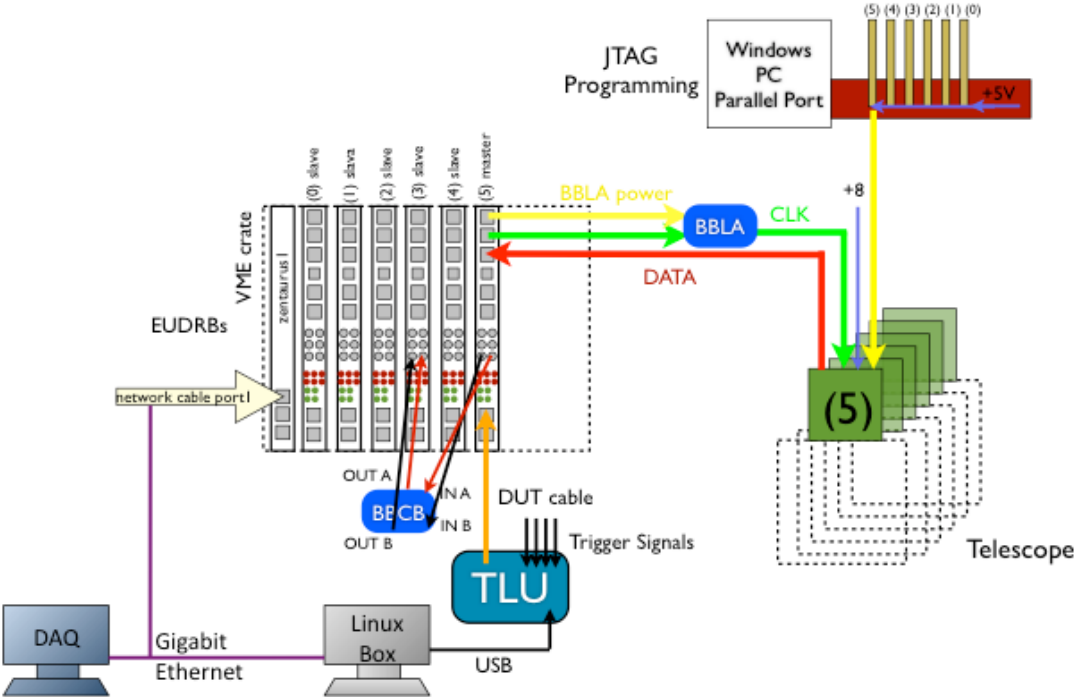 (5) (4) (3) (2) (1) (0)
JTAG
Programming
Windows
PC
Parallel Port
+5V
(0) slave
(1) slava
(2) slave
(3) slave
(4) slave
(5) master
+8
BBLA power
BBLA
CLK
DATA
VME crate
zentaurus1
EUDRBs
network cable port1
(5)
OUT A
IN A
BBCB
IN B
OUT B
DUT cable
Trigger Signals
Telescope
TLU
DAQ
Gigabit
Ethernet
Linux
Box
USB